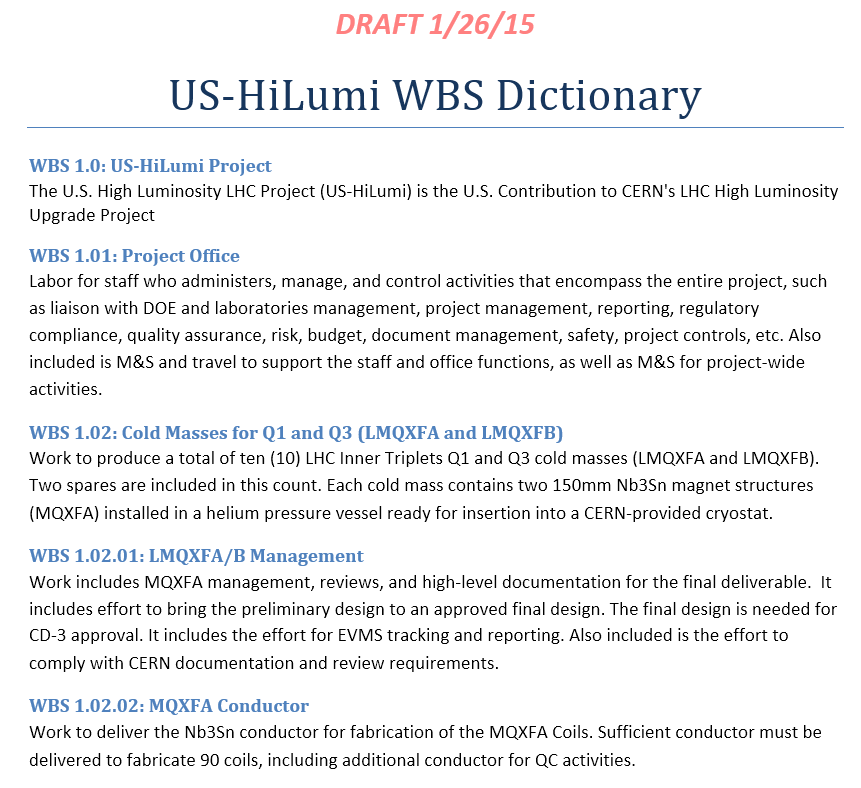 DRAFT 1/26/15
US-HiLumi WBS Dictionary
WBS 1.0: US-HiLumi Project
The U.S. High Luminosity LHC Project (US-HiLumi) is the U.S. Contribution to CERN's LHC High Luminosity
Upgrade Project
WBS 1.01: Project Office
Labor for staff who administers, manage, and control activities that encompass the entire project, such
as liaison with DOE and laboratories management, project management, reporting, regulatory
compliance, quality assurance, risk, budget, document management, safety, project controls, etc. Also
included is M&S and travel to support the staff and office functions, as well as M&S for project-wide
activities.
WBS 1.02: Cold Masses for Q1 and Q3 (LMQXFA and LMQXFB)
Work to produce a total of ten (10) LHC Inner Triplets Q1 and Q3 cold masses (LMQXFA and LMQXFB).
Two spares are included in this count. Each cold mass contains two 150mm Nb3Sn magnet structures
(MQXFA) installed in a helium pressure vessel ready for insertion into a CERN-provided cryostat.
WBS 1.02.01: LMQXFA/B Management
Work includes MQXFA management, reviews, and high-level documentation for the final deliverable.  It
includes effort to bring the preliminary design to an approved final design. The final design is needed for
CD-3 approval. It includes the effort for EVMS tracking and reporting. Also included is the effort to
comply with CERN documentation and review requirements.
WBS 1.02.02: MQXFA Conductor
Work to deliver the Nb3Sn conductor for fabrication of the MQXFA Coils. Sufficient conductor must be
delivered to fabricate 90 coils, including additional conductor for QC activities.